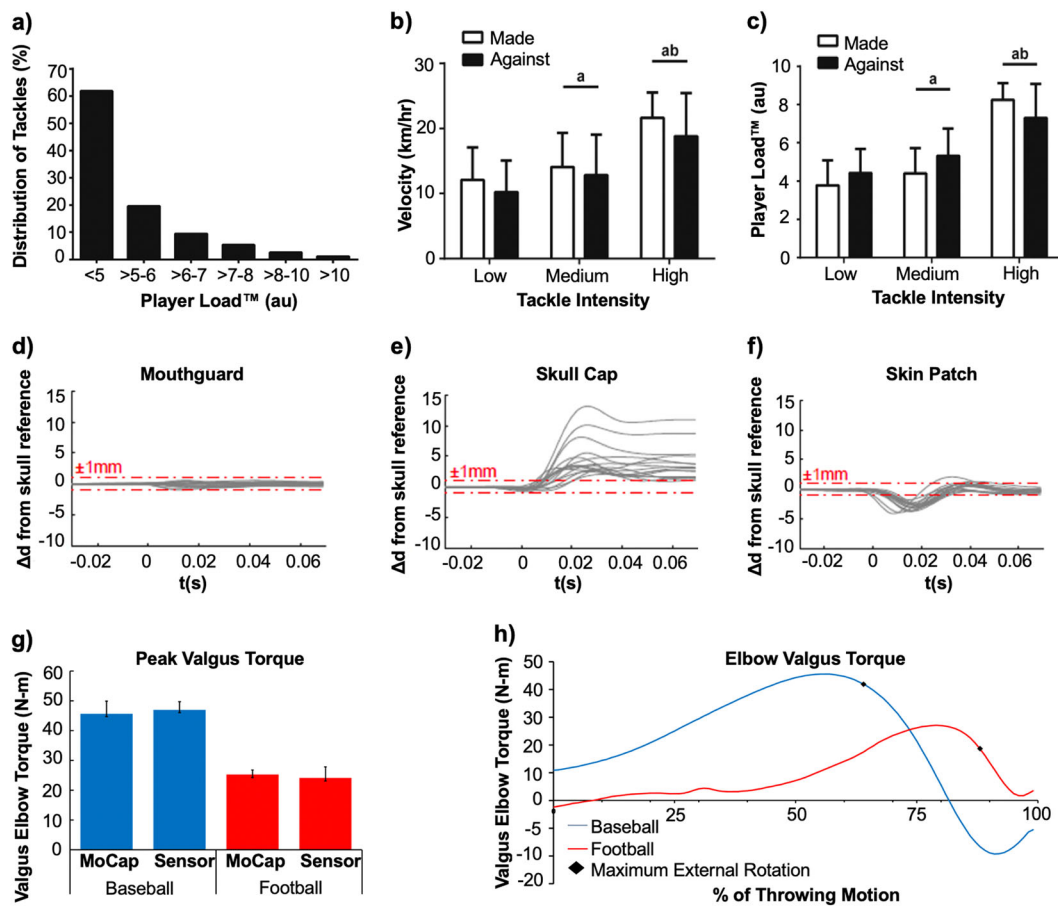 a)
Distribution of Tackles (%)
70
60
50
40
30
20
10
0
<5 >5-6 >6-7 >7-8 >8-10 >10
Player Load™ (au)
b)
Made
Against
a
ab
Velocity (km/hr)
30
20
10
0
Low Medium High
Tackle Intensity
c)
Made
Against
a
ab
Player Load™ (au)
10
8
6
4
2
0
Low Medium High
Tackle Intensity
d)
Mouthguard
Δd from skull reference
15
10
5
0
-5
-10
±1mm
-0.02 0 0.02 0.04 0.06
t(s)
e)
Skull Cap
Δd from skull reference
15
10
5
0
-5
-10
±1mm
-0.02 0 0.02 0.04 0.06
t(s)
f)
Skin Patch
Δd from skull reference
15
10
5
0
-5
-10
±1mm
-0.02 0 0.02 0.04 0.06
t(s)
g)
Peak Valgus Torque
Valgus Elbow Torque (N-m)
60
50
40
30
20
10
0
MoCap Sensor MoCap Sensor
Baseball Football
h)
Elbow Valgus Torque
Valgus Elbow Torque (N-m)
50
40
30
20
10
0
-5
-10
-20
25 50 75 100
Baseball
Football
Maximum External Rotation
% of Throwing Motion